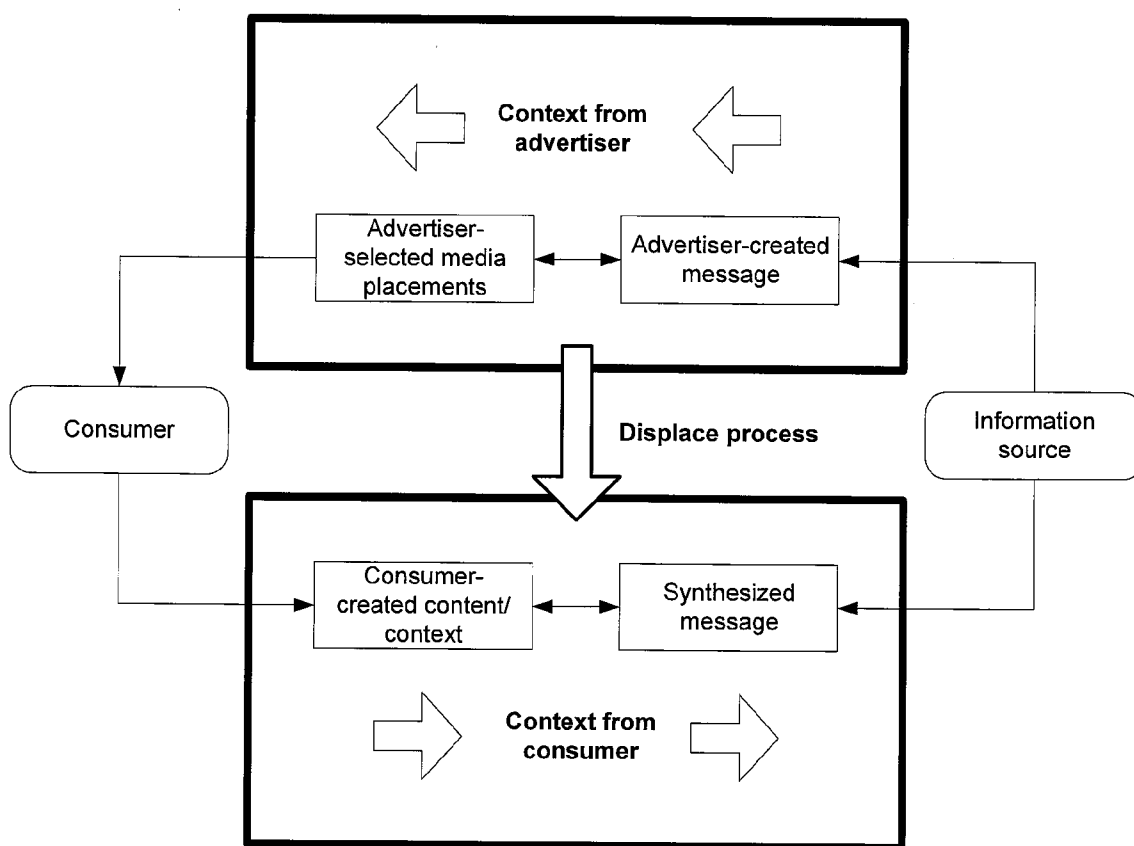 Context from
advertiser
Advertiser-
selected media
placements
Advertiser-created
message
Consumer
Displace process
Information
source
Consumer-
created content/
context
Synthesized
message
Context from
consumer